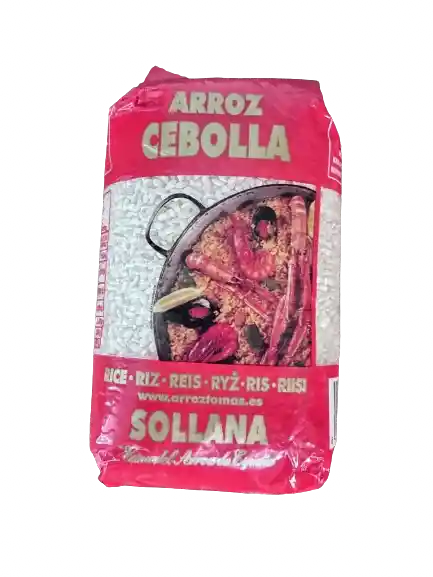 ARROZ
CEBOLLA
RICE · RIZ · REIS · RYŽ · RIS · RIISI
www.arroztomas.es
SOLLANA